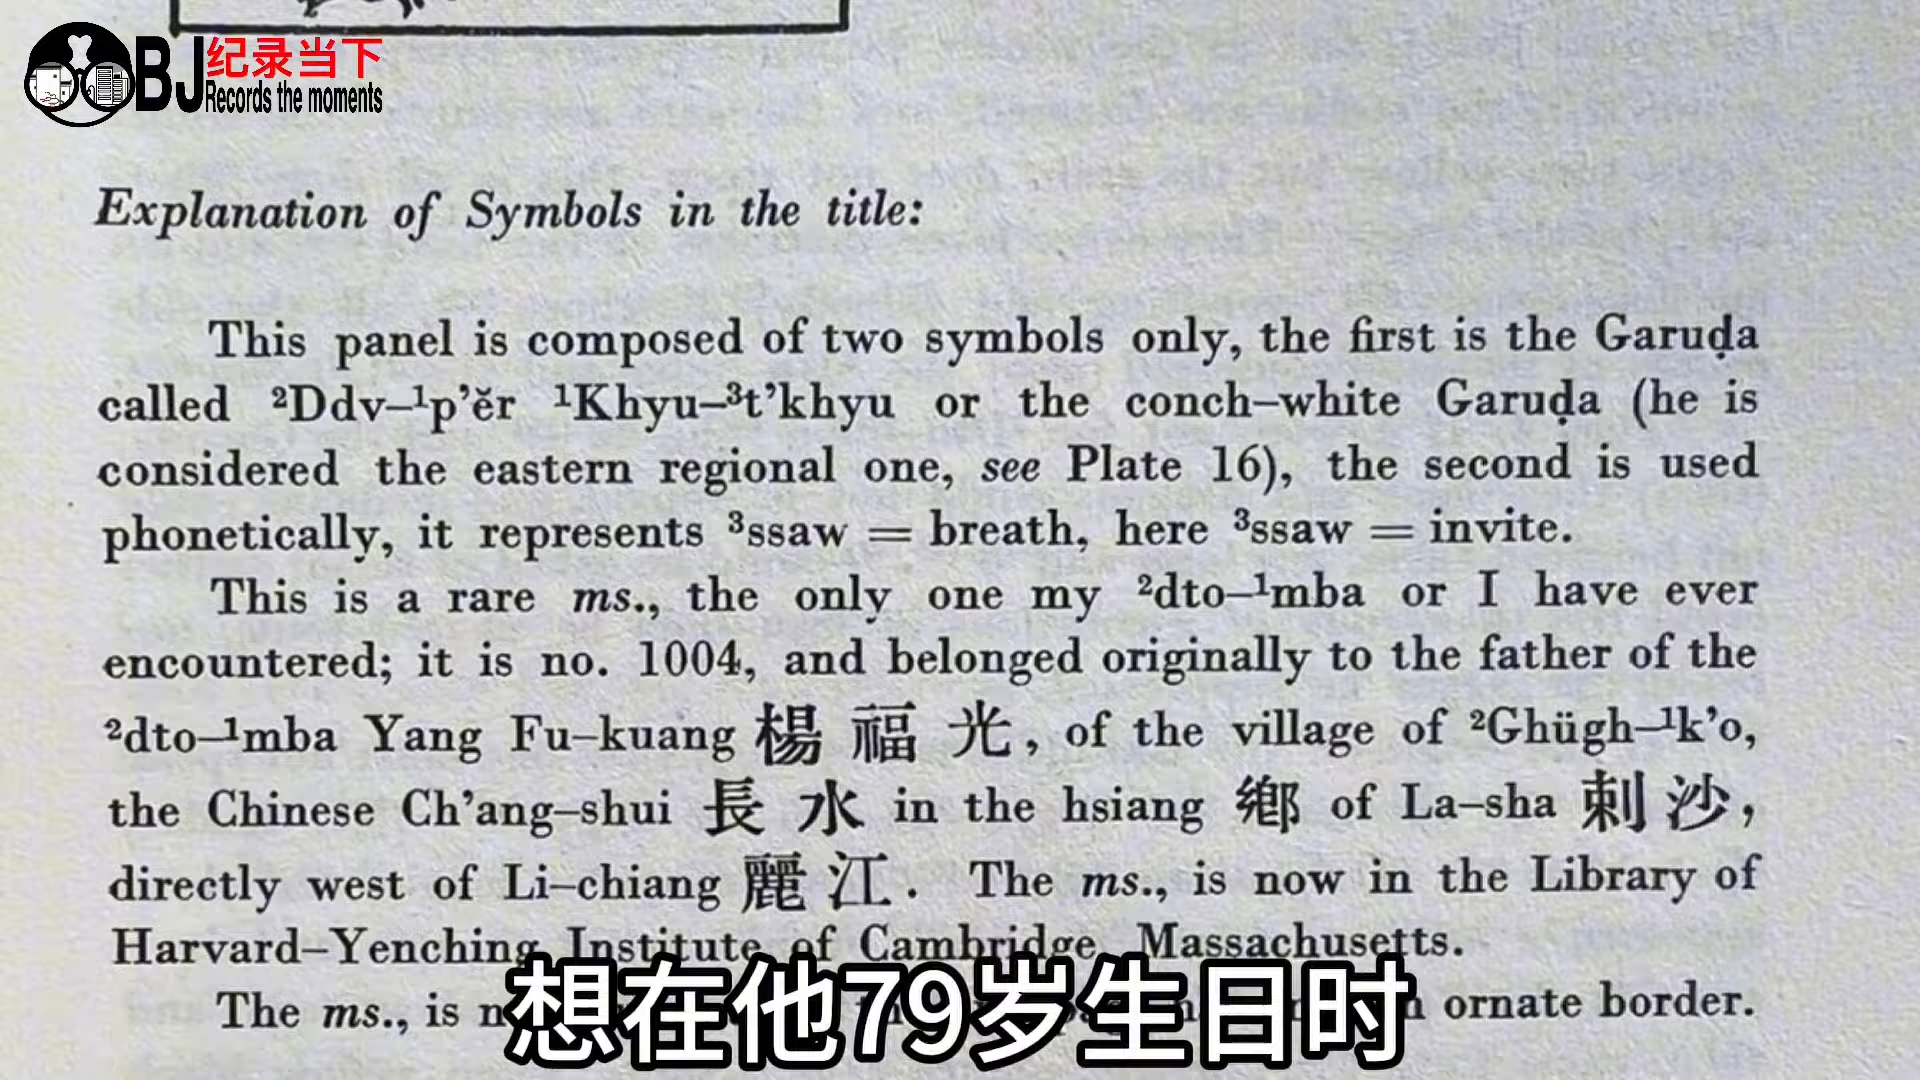 BJ纪录当下
Records the moments
Explanation of Symbols in the title:
This panel is composed of two symbols only, the first is the Garuḍa
called ²Ddv–¹p’ĕr ¹Khyu–³t’khyu or the conch–white Garuḍa (he is
considered the eastern regional one, see Plate 16), the second is used
phonetically, it represents ³ssaw = breath, here ³ssaw = invite.
This is a rare ms., the only one my ²dto–¹mba or I have ever
encountered; it is no. 1004, and belonged originally to the father of the
²dto–¹mba Yang Fu–kuang 楊福光, of the village of ²Ghügh–¹k’o,
the Chinese Ch’ang–shui 長水 in the hsiang 鄉 of La–sha 剌沙,
directly west of Li–chiang 麗江. The ms., is now in the Library of
Harvard–Yenching Institute of Cambridge, Massachusetts.
The ms., is ornate border.
想在他79岁生日时